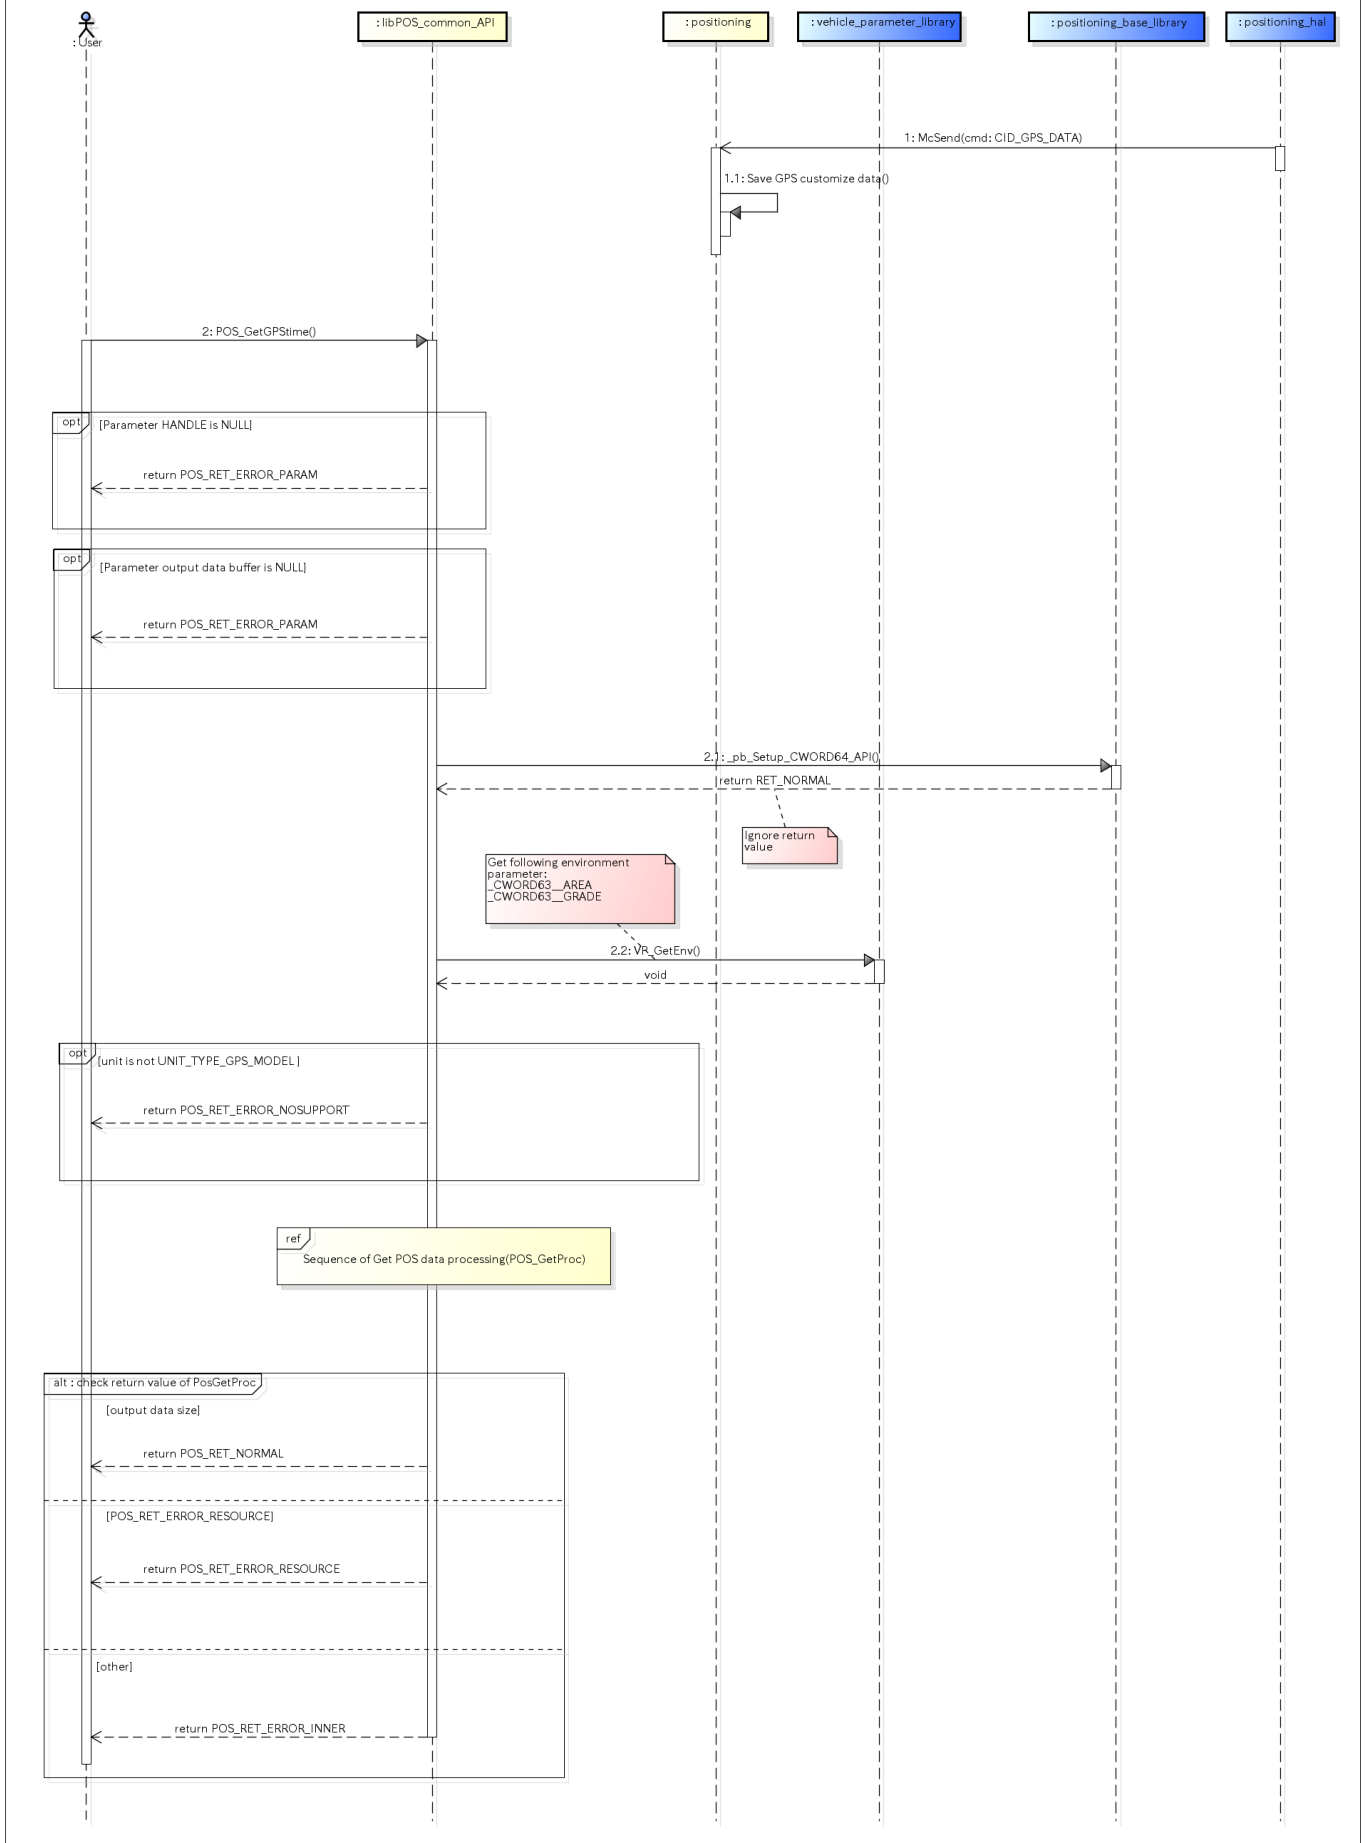 : User
: libPOS_common_API
: positioning
: vehicle_parameter_library
: positioning_base_library
: positioning_hal
1: McSend(cmd: CID_GPS_DATA)
1.1: Save GPS customize data()
2: POS_GetGPStime()
opt
[Parameter HANDLE is NULL]
return POS_RET_ERROR_PARAM
opt
[Parameter output data buffer is NULL]
return POS_RET_ERROR_PARAM
2.1: _pb_Setup_CWORD64_API()
return RET_NORMAL
Ignore return
value
Get following environment
parameter:
_CWORD63__AREA
_CWORD63__GRADE
2.2: VP_GetEnv()
void
opt
[unit is not UNIT_TYPE_GPS_MODEL ]
return POS_RET_ERROR_NOSUPPORT
ref
Sequence of Get POS data processing(POS_GetProc)
alt : check return value of PosGetProc
[output data size]
return POS_RET_NORMAL
[POS_RET_ERROR_RESOURCE]
return POS_RET_ERROR_RESOURCE
[other]
return POS_RET_ERROR_INNER